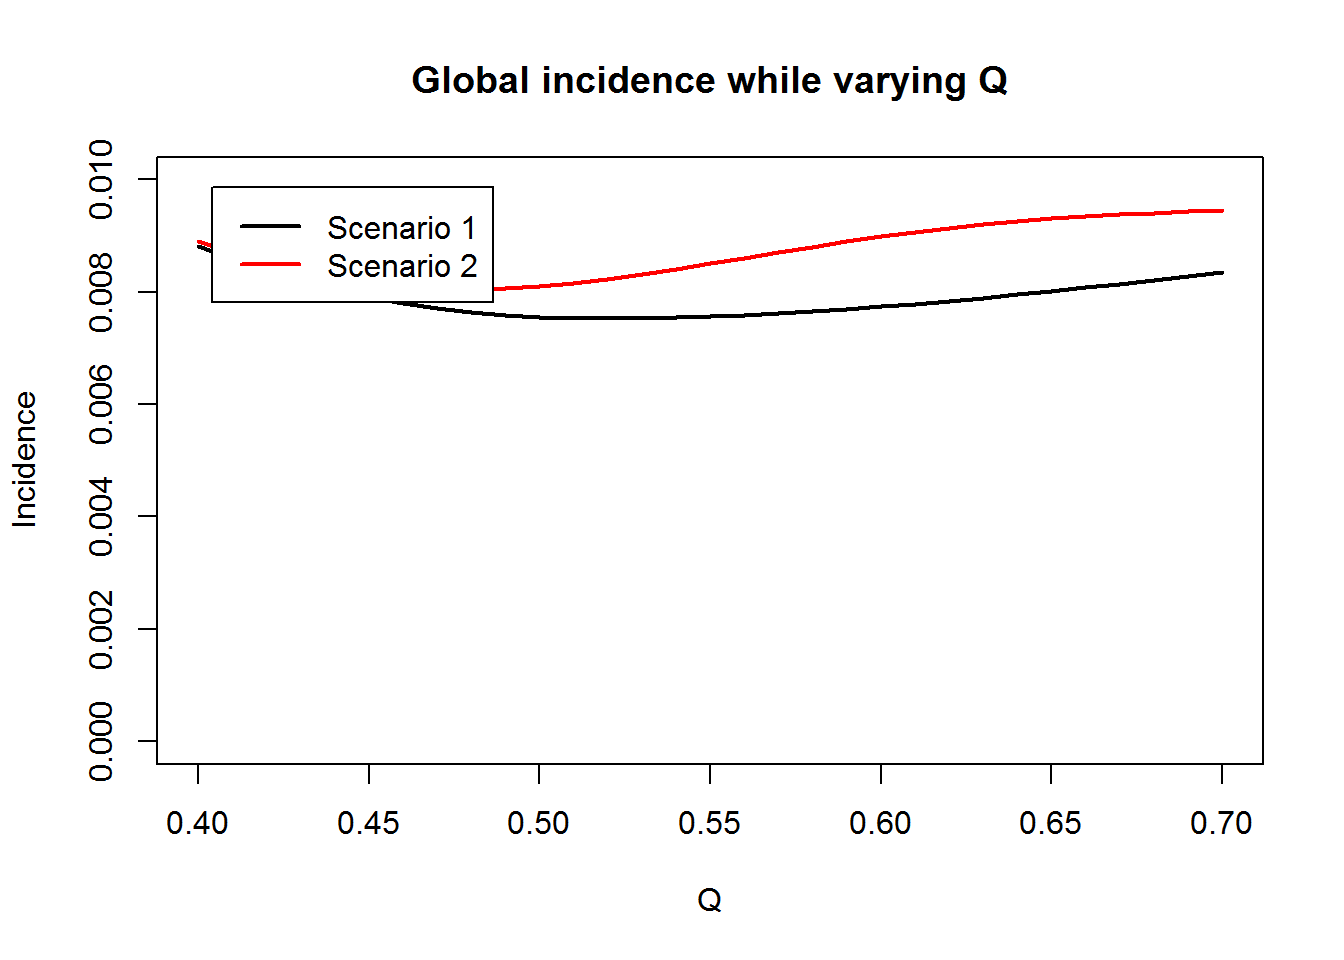 Global incidence while varying Q
Scenario 1
Scenario 2
Incidence
0.010
0.008
0.006
0.004
0.002
0.000
0.40 0.45 0.50 0.55 0.60 0.65 0.70
Q